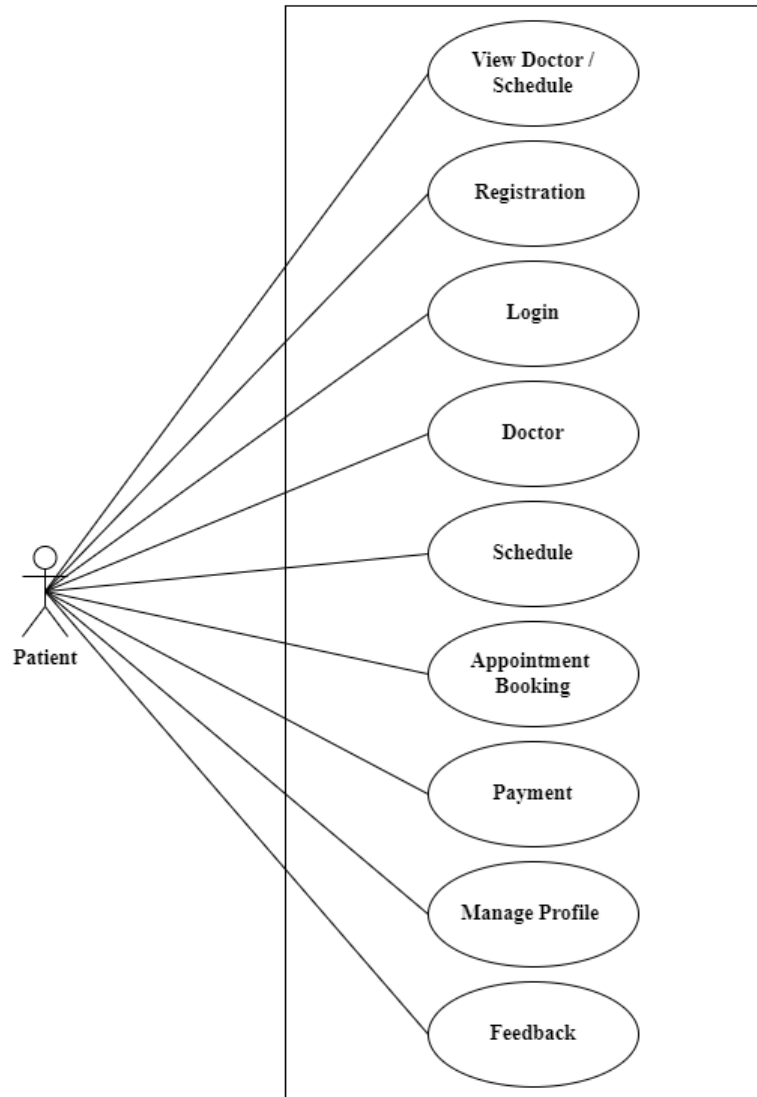 View Doctor /
Schedule
Registration
Login
Doctor
Schedule
Patient
Appointment
Booking
Payment
Manage Profile
Feedback